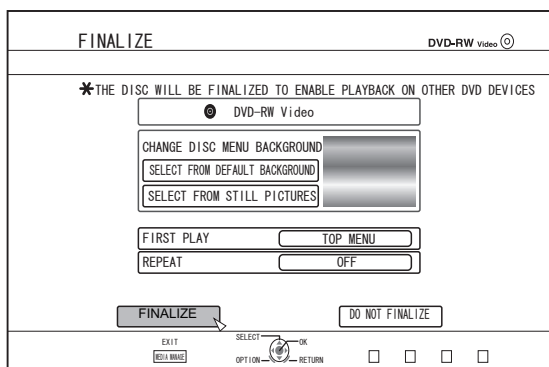 FINALIZE
DVD-RW Video
*THE DISC WILL BE FINALIZED TO ENABLE PLAYBACK ON OTHER DVD DEVICES
DVD-RW Video
CHANGE DISC MENU BACKGROUND
SELECT FROM DEFAULT BACKGROUND
SELECT FROM STILL PICTURES
FIRST PLAY TOP MENU
REPEAT OFF
FINALIZE DO NOT FINALIZE
EXIT SELECT OK
MEDIA MANAGE OPTION RETURN